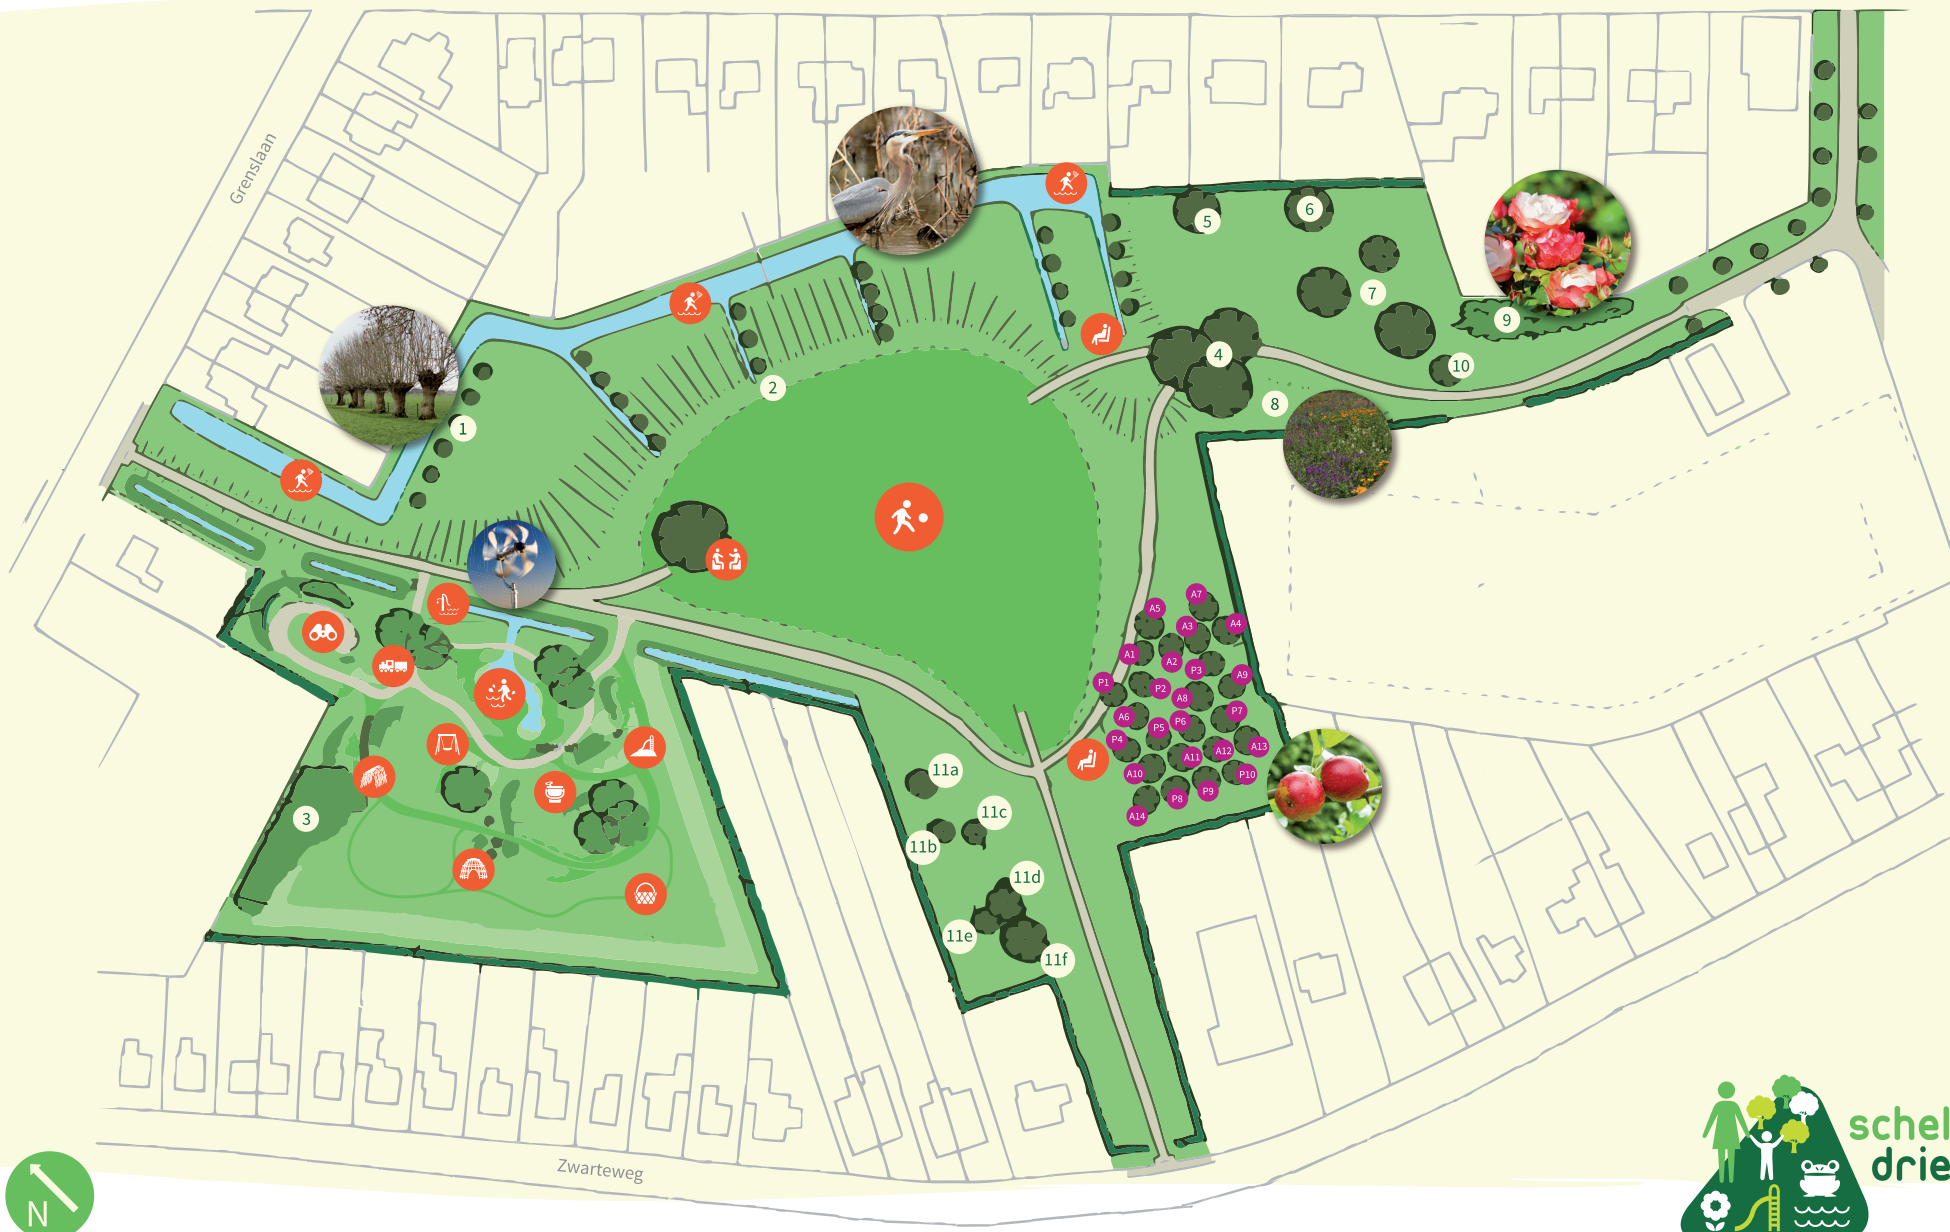 Grenslaan
5
6
7
9
4
10
2
8
1
A7
A5
A3
A4
A1
A2
P3
A9
P1
P2
A8
A6
P7
P6
P5
P4
A13
A12
A11
A10
P10
P9
P8
A14
11a
11c
3
11b
11d
11e
11f
Zwarteweg
schel
drie
N